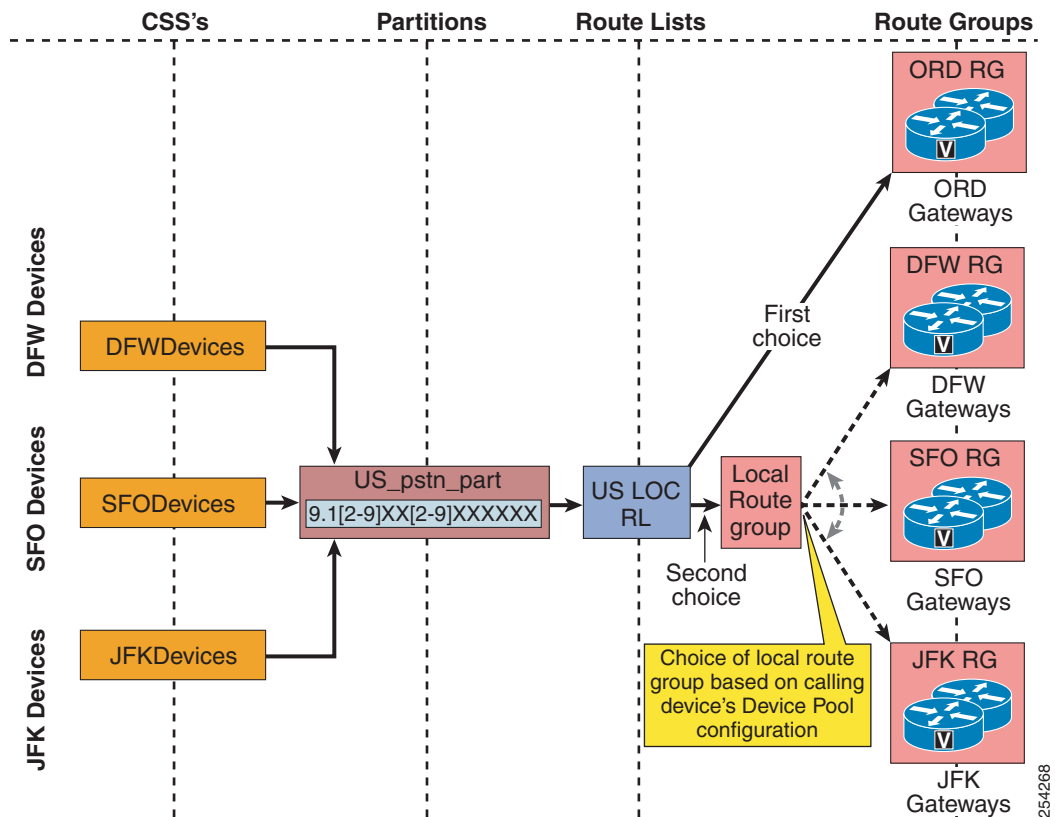 CSS's
Partitions
Route Lists
Route Groups
ORD RG
V
ORD
Gateways
DFW Devices
DFWDevices
First
choice
DFW RG
V
DFW
Gateways
SFO Devices
SFODevices
US_pstn_part
9.1[2-9]XX[2-9]XXXXXX
US LOC
RL
Second
choice
Local
Route
group
SFO RG
V
SFO
Gateways
JFK Devices
JFKDevices
Choice of local route
group based on calling
device's Device Pool
configuration
JFK RG
V
JFK
Gateways
254268